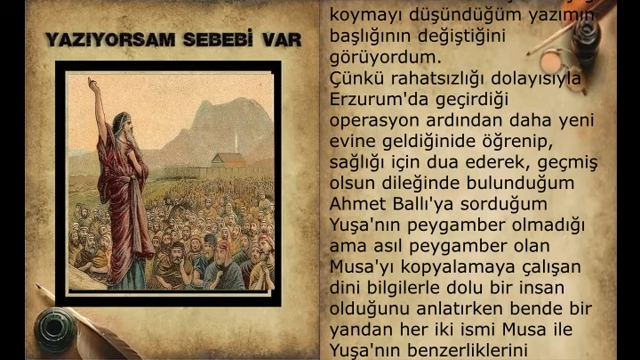 YAZIYORSAM SEBEBİ VAR
koymayı düşündüğüm yazımın
başlığının değiştiğini
görüyordum.
Çünkü rahatsızlığı dolayısıyla
Erzurum'da geçirdiği
operasyon ardından daha yeni
evine geldiğinide öğrenip,
sağlığı için dua ederek, geçmiş
olsun dileğinde bulunduğum
Ahmet Ballı'ya sorduğum
Yuşa'nın peygamber olmadığı
ama asıl peygamber olan
Musa'yı kopyalamaya çalışan
dini bilgilerle dolu bir insan
olduğunu anlatırken bende bir
yandan her iki ismi Musa ile
Yuşa'nın benzerliklerini